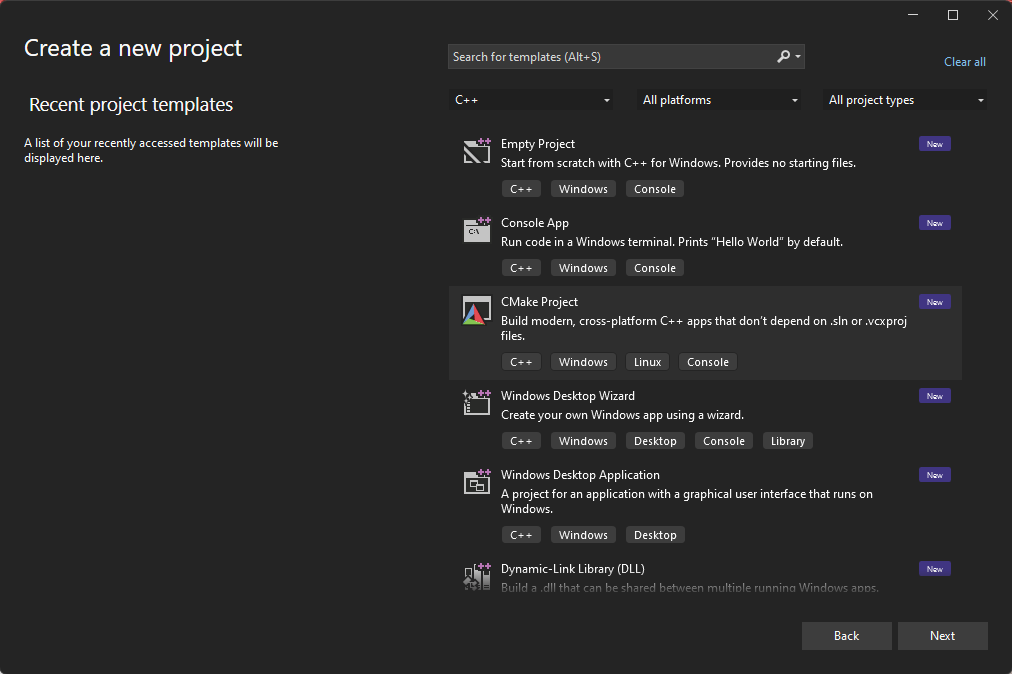 Create a new project
Search for templates (Alt+S)
Clear all
Recent project templates
C++
All platforms
All project types
A list of your recently accessed templates will be
displayed here.
Empty Project
New
Start from scratch with C++ for Windows. Provides no starting files.
C++ Windows Console
Console App
New
Run code in a Windows terminal. Prints "Hello World" by default.
C++ Windows Console
CMake Project
New
Build modern, cross-platform C++ apps that don't depend on .sln or .vcxproj
files.
C++ Windows Linux Console
Windows Desktop Wizard
New
Create your own Windows app using a wizard.
C++ Windows Desktop Console Library
Windows Desktop Application
New
A project for an application with a graphical user interface that runs on
Windows.
C++ Windows Desktop
Dynamic-Link Library (DLL)
New
Build a .dll that can be shared between multiple running Windows apps.
Back
Next